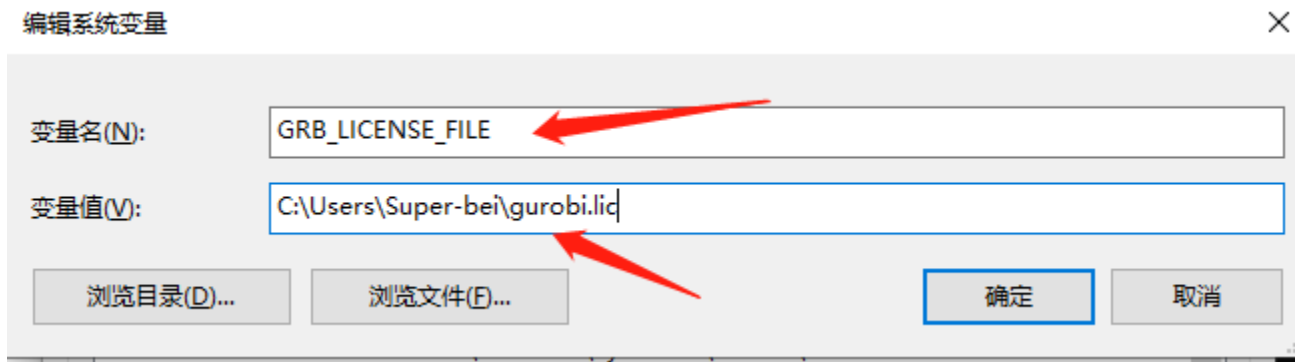 编辑系统变量
变量名(N): GRB_LICENSE_FILE
变量值(V): C:\Users\Super-bei\gurobi.lic
浏览目录(D)... 浏览文件(F)... 确定 取消